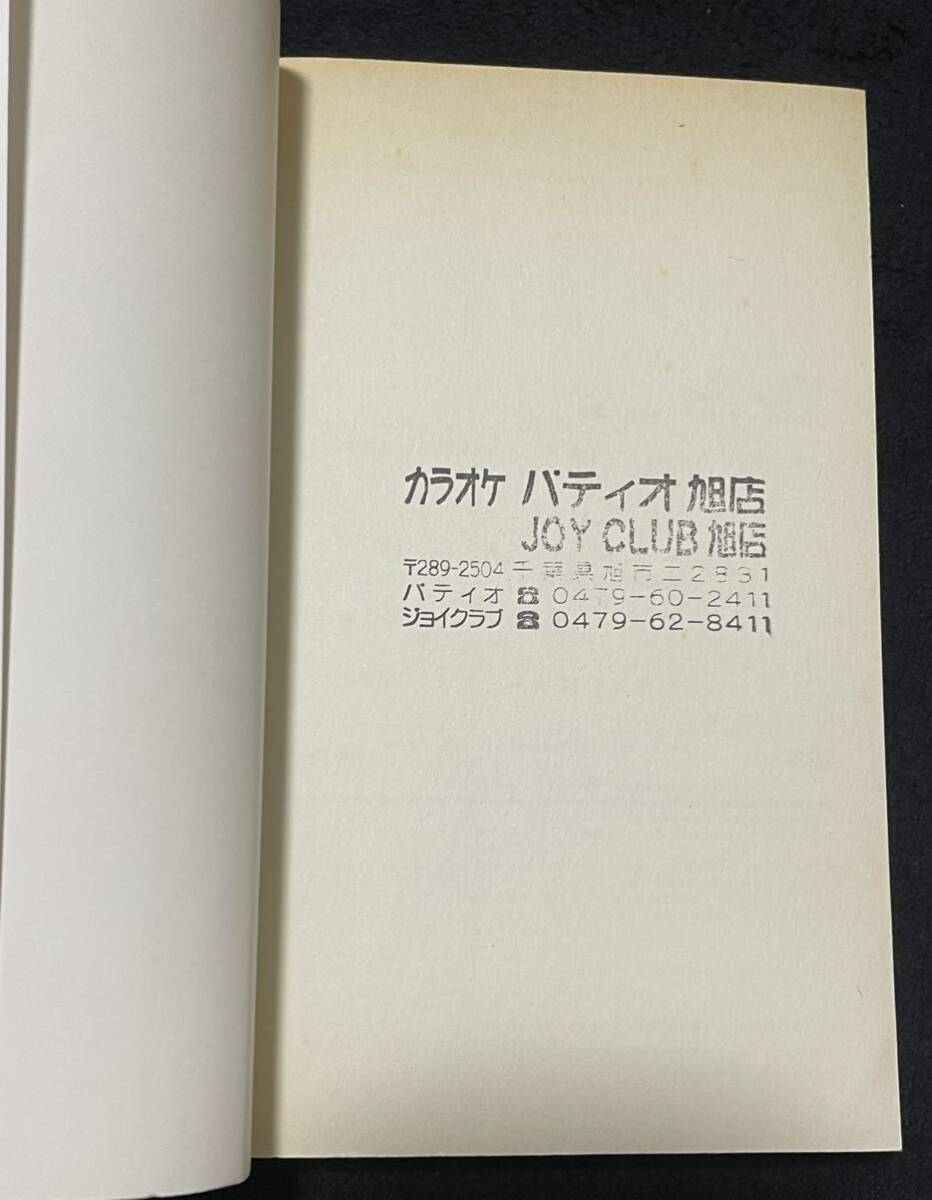 カラオケ パティオ 旭店
JOY CLUB 旭店
〒289-2504 千葉県旭市ニ2831
パティオ ☎ 0479-60-2411
ジョイクラブ ☎ 0479-62-8411